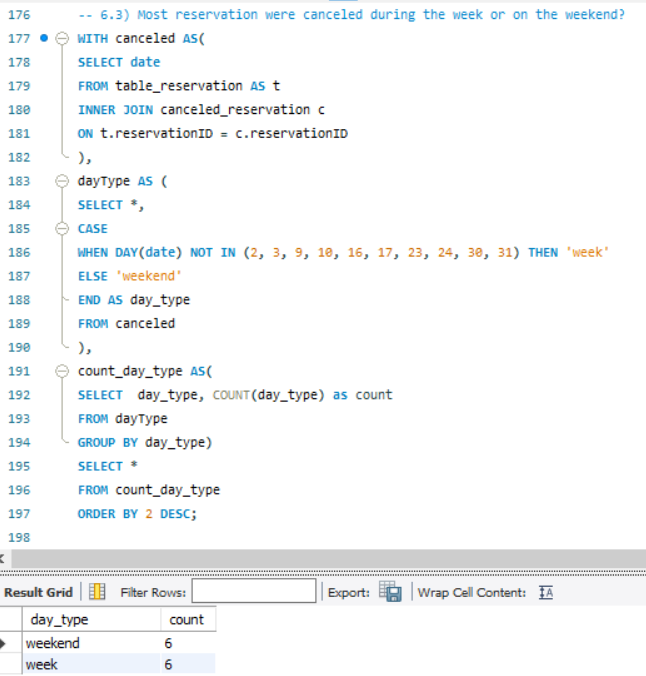 176 -- 6.3) Most reservation were canceled during the week or on the weekend?
177 WITH canceled AS(
178 SELECT date
179 FROM table_reservation AS t
180 INNER JOIN canceled_reservation c
181 ON t.reservationID = c.reservationID
182 ),
183 dayType AS (
184 SELECT *,
185 CASE
186 WHEN DAY(date) NOT IN (2, 3, 9, 10, 16, 17, 23, 24, 30, 31) THEN 'week'
187 ELSE 'weekend'
188 END AS day_type
189 FROM canceled
190 ),
191 count_day_type AS(
192 SELECT day_type, COUNT(day_type) as count
193 FROM dayType
194 GROUP BY day_type)
195 SELECT *
196 FROM count_day_type
197 ORDER BY 2 DESC;
198
Result Grid Filter Rows: Export: Wrap Cell Content:
day_type count
weekend 6
week 6